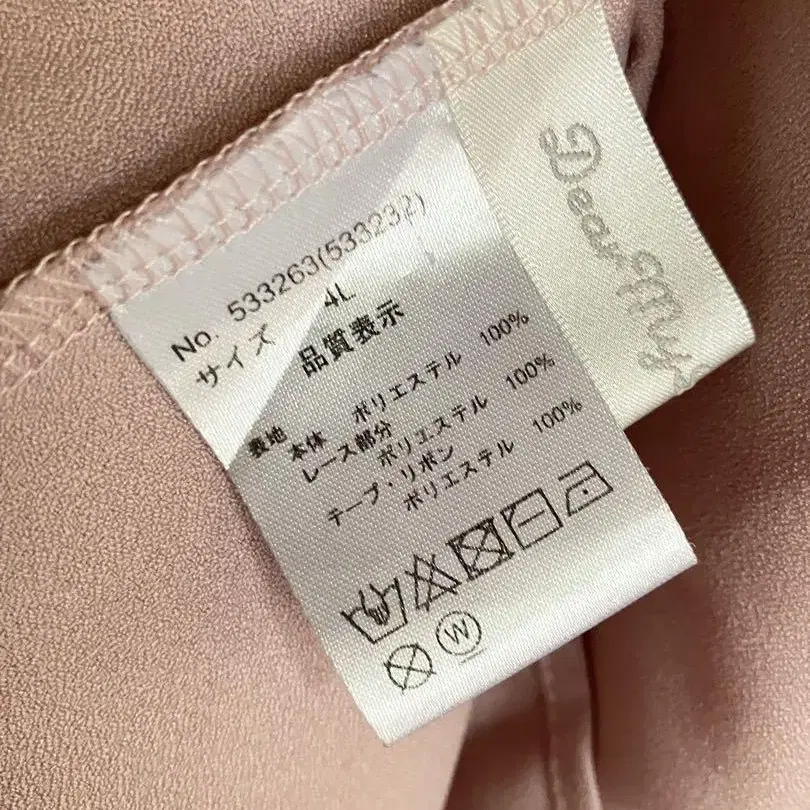 No. 533263(533232)
サイズ 4L
品質表示
表地 本体 ポリエステル 100%
レース部分
ポリエステル 100%
テープ・リボン
ポリエステル 100%
W
Dear My